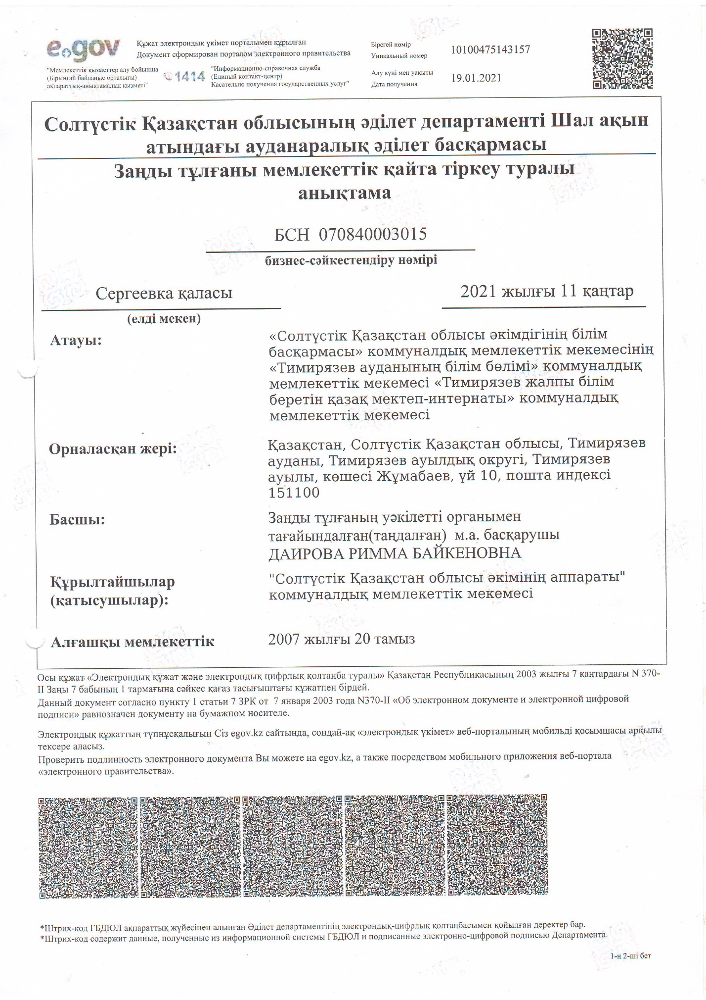 e.gov
Құжат электрондық үкімет порталымен құрылған
Документ сформирован порталом электронного правительства
"Мемлекеттік қызметтер алу бойынша
(Бірыңғай байланыс орталығы)
ақпараттық-анықтамалық қызметі"
1414
"Информационно-справочная служба
(Единый контакт-центр)
Касательно получения государственных услуг"
Бірегей нөмір
Уникальный номер
10100475143157
Алу күні мен уақыты
Дата получения
19.01.2021
Солтүстік Қазақстан облысының әділет департаменті Шал ақын
атындағы ауданаралық әділет басқармасы
Заңды тұлғаны мемлекеттік қайта тіркеу туралы
анықтама
БСН 070840003015
бизнес-сәйкестендіру нөмірі
Сергеевка қаласы
2021 жылғы 11 қаңтар
(елді мекен)
Атауы:
«Солтүстік Қазақстан облысы әкімдігінің білім
басқармасы» коммуналдық мемлекеттік мекемесінің
«Тимирязев ауданының білім бөлімі» коммуналдық
мемлекеттік мекемесі «Тимирязев жалпы білім
беретін қазақ мектеп-интернаты» коммуналдық
мемлекеттік мекемесі
Орналасқан жері:
Қазақстан, Солтүстік Қазақстан облысы, Тимирязев
ауданы, Тимирязев ауылдық округі, Тимирязев
ауылы, көшесі Жұмабаев, үй 10, пошта индексі
151100
Басшы:
Заңды тұлғаның уәкілетті органымен
тағайындалған(таңдалған) м.а. басқарушы
ДАИРОВА РИММА БАЙКЕНОВНА
Құрылтайшылар
(қатысушылар):
"Солтүстік Қазақстан облысы әкімінің аппараты"
коммуналдық мемлекеттік мекемесі
Алғашқы мемлекеттік
2007 жылғы 20 тамыз
Осы құжат «Электрондық құжат және электрондық цифрлық қолтаңба туралы» Қазақстан Республикасының 2003 жылғы 7 қаңтардағы N 370-
II Заңы 7 бабының 1 тармағына сәйкес қағаз тасығыштағы құжатпен бірдей.
Данный документ согласно пункту 1 статьи 7 ЗРК от 7 января 2003 года N370-II «Об электронном документе и электронной цифровой
подписи» равнозначен документу на бумажном носителе.
Электрондық құжаттың түпнұсқалығын Сіз egov.kz сайтында, сондай-ақ «электрондық үкімет» веб-порталының мобильді қосымшасы арқылы
тексере аласыз.
Проверить подлинность электронного документа Вы можете на egov.kz, а также посредством мобильного приложения веб-портала
«электронного правительства».
*Штрих-код ГБДЮЛ ақпараттық жүйесінен алынған Әділет департаментінің электрондық-цифрлық қолтаңбасымен қойылған деректер бар.
*Штрих-код содержит данные, полученные из информационной системы ГБДЮЛ и подписанные электронно-цифровой подписью Департамента.
1-н 2-ші бет